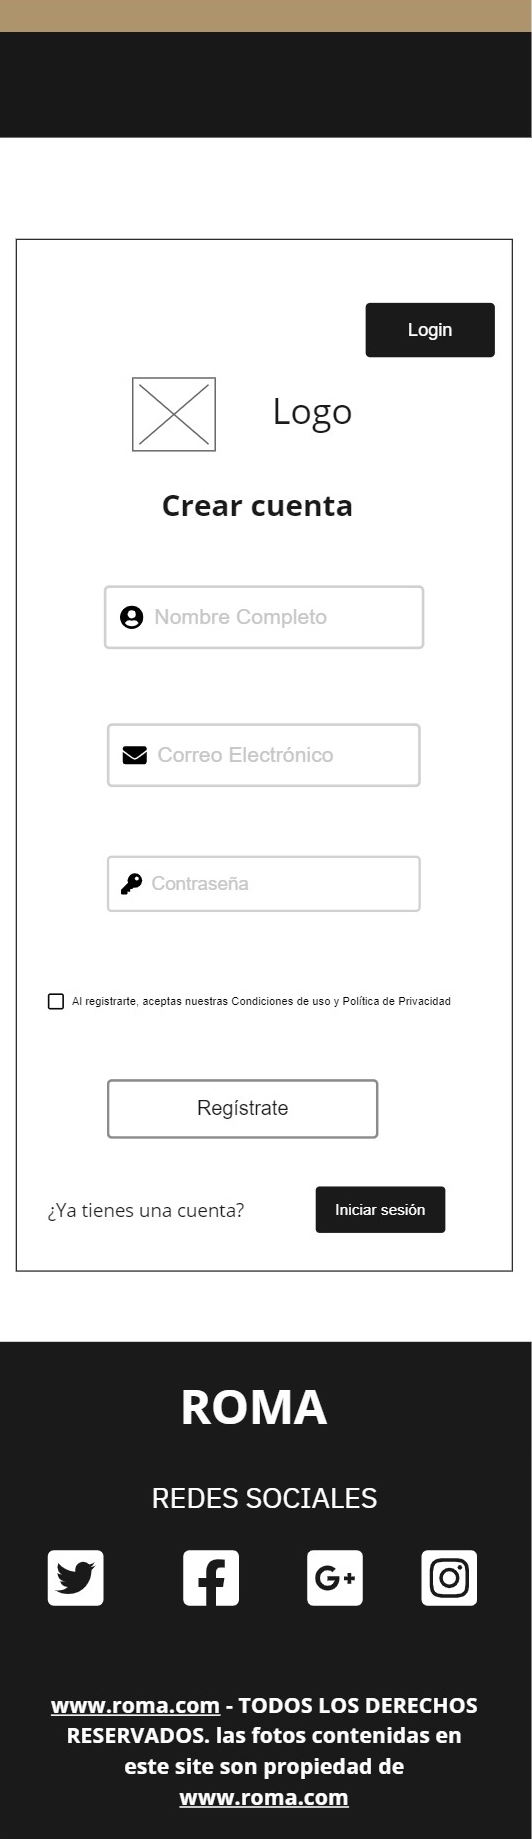 Login
Logo
Crear cuenta
Nombre Completo
Correo Electrónico
Contraseña
Al registrarte, aceptas nuestras Condiciones de uso y Política de Privacidad
Regístrate
¿Ya tienes una cuenta?
Iniciar sesión
ROMA
REDES SOCIALES
G+
www.roma.com - TODOS LOS DERECHOS
RESERVADOS. las fotos contenidas en
este site son propiedad de
www.roma.com